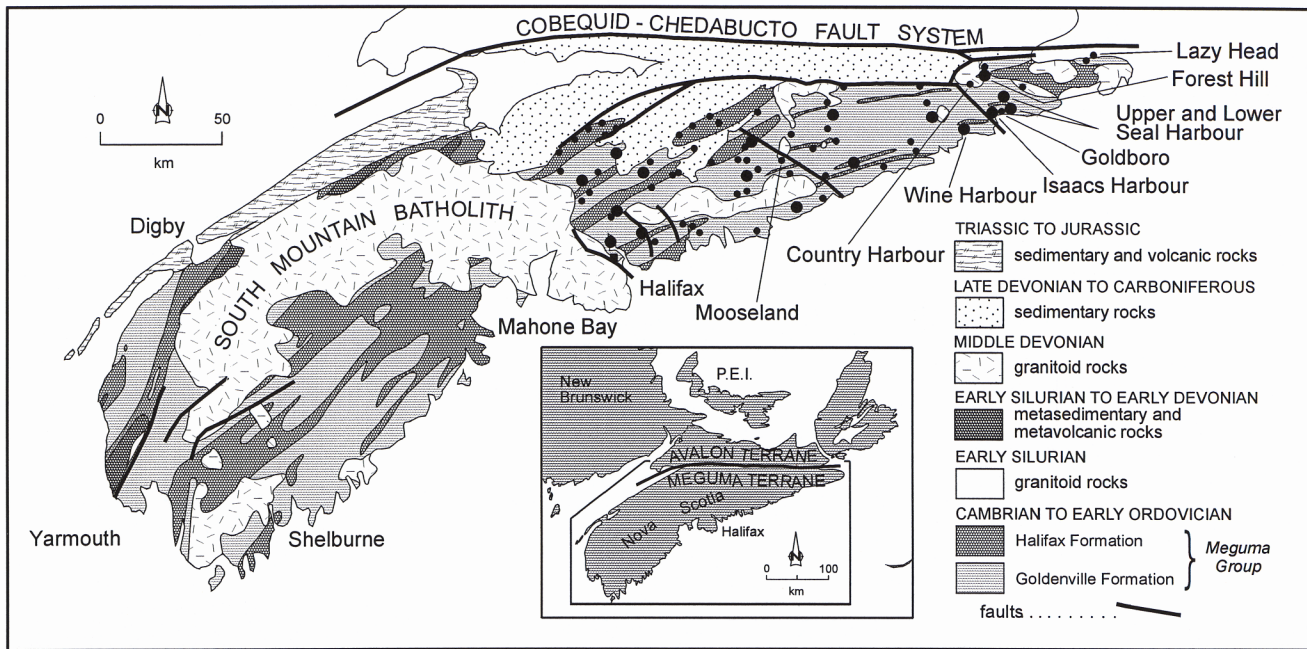 COBEQUID - CHEDABUCTO FAULT SYSTEM
N
0 50
km
Lazy Head
Forest Hill
Upper and Lower
Seal Harbour
Goldboro
Isaacs Harbour
Wine Harbour
Country Harbour
Mooseland
Halifax
Mahone Bay
Digby
SOUTH MOUNTAIN BATHOLITH
Yarmouth
Shelburne
New
Brunswick
P.E.I.
AVALON TERRANE
MEGUMA TERRANE
Nova Scotia
Halifax
N
0 100
km
TRIASSIC TO JURASSIC
sedimentary and volcanic rocks
LATE DEVONIAN TO CARBONIFEROUS
sedimentary rocks
MIDDLE DEVONIAN
granitoid rocks
EARLY SILURIAN TO EARLY DEVONIAN
metasedimentary and
metavolcanic rocks
EARLY SILURIAN
granitoid rocks
CAMBRIAN TO EARLY ORDOVICIAN
Halifax Formation
Goldenville Formation
Meguma
Group
faults . . . . . . . . .